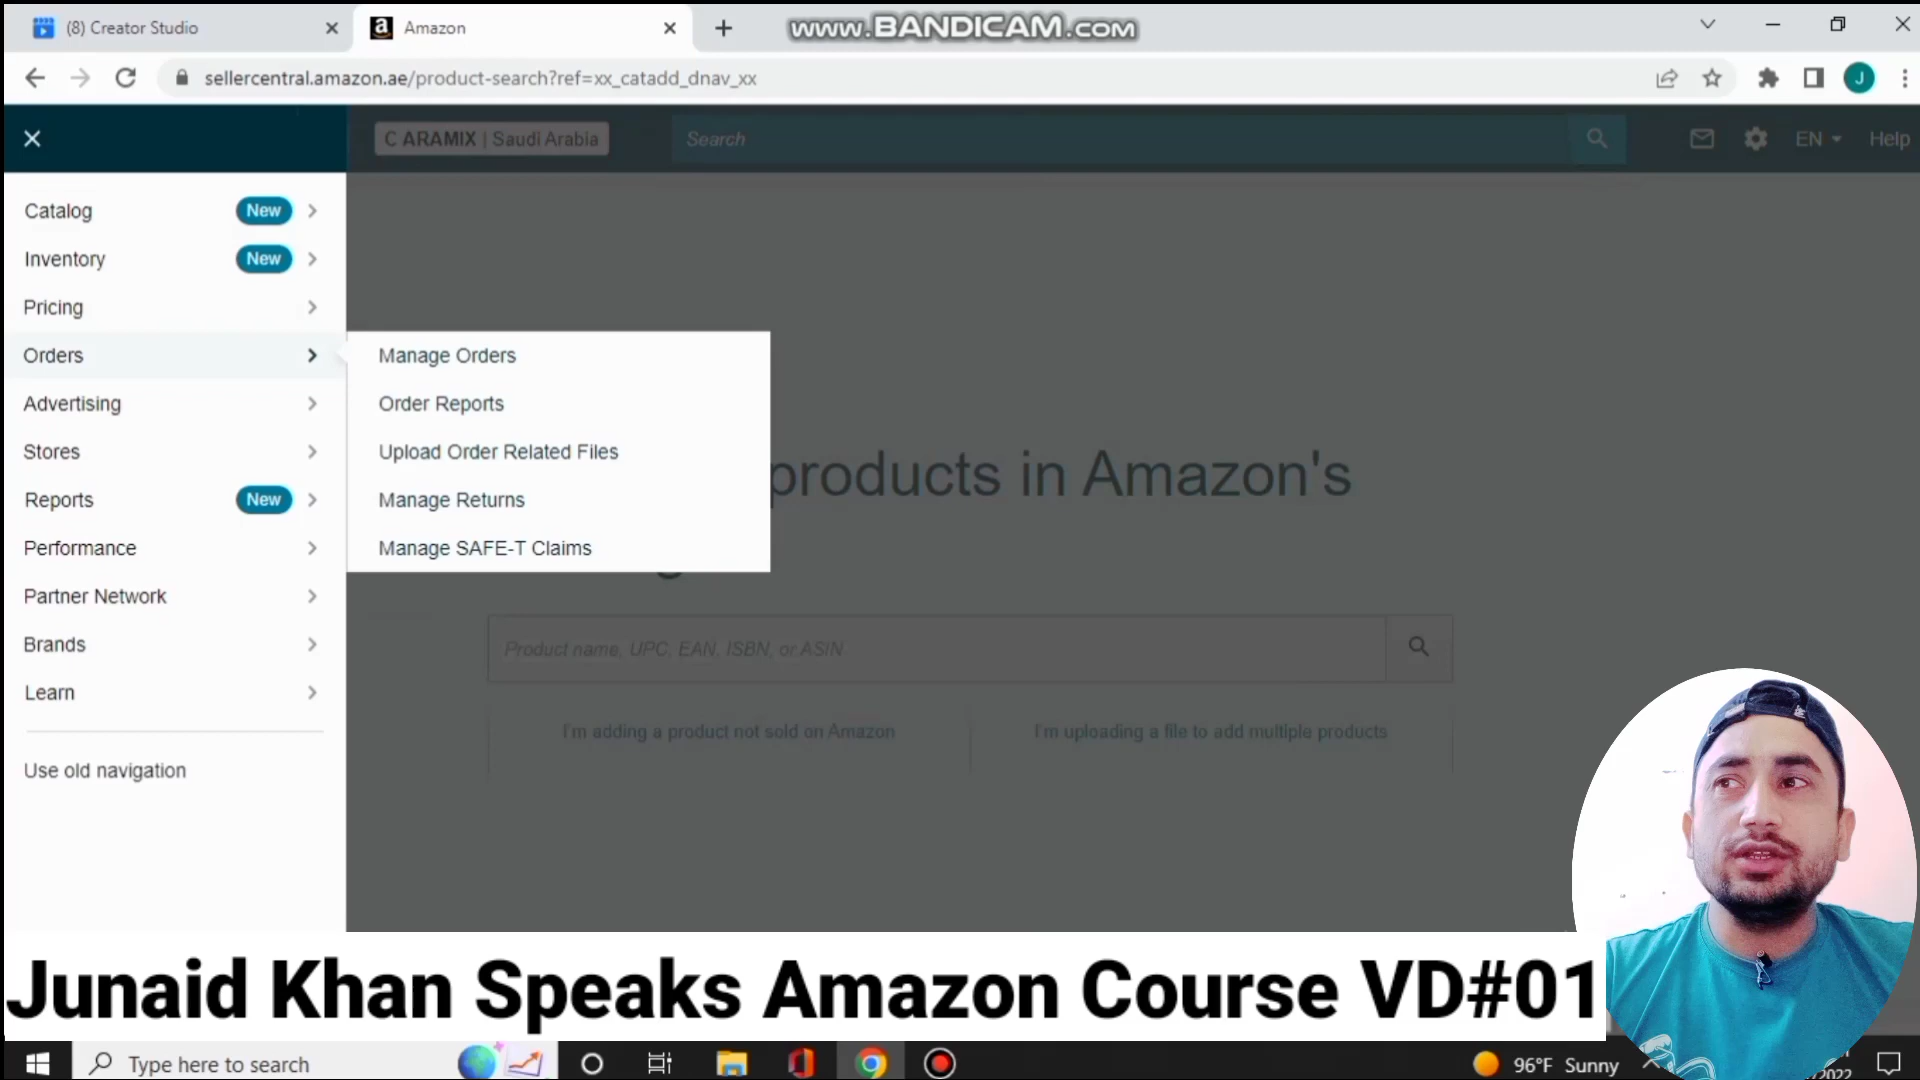 (8) Creator Studio
Amazon
www.BANDICAM.com
sellercentral.amazon.ae/product-search?ref=xx_catadd_dnav_xx
J
C ARAMIX | Saudi Arabia
Search
EN
Help
Catalog New
Inventory New
Pricing
Orders
Advertising
Stores
Reports New
Performance
Partner Network
Brands
Learn
Use old navigation
Manage Orders
Order Reports
Upload Order Related Files
Manage Returns
Manage SAFE-T Claims
products in Amazon's
Product name, UPC, EAN, ISBN, or ASIN
I'm adding a product not sold on Amazon
I'm uploading a file to add multiple products
Junaid Khan Speaks Amazon Course VD#01
Type here to search
96°F Sunny
2022